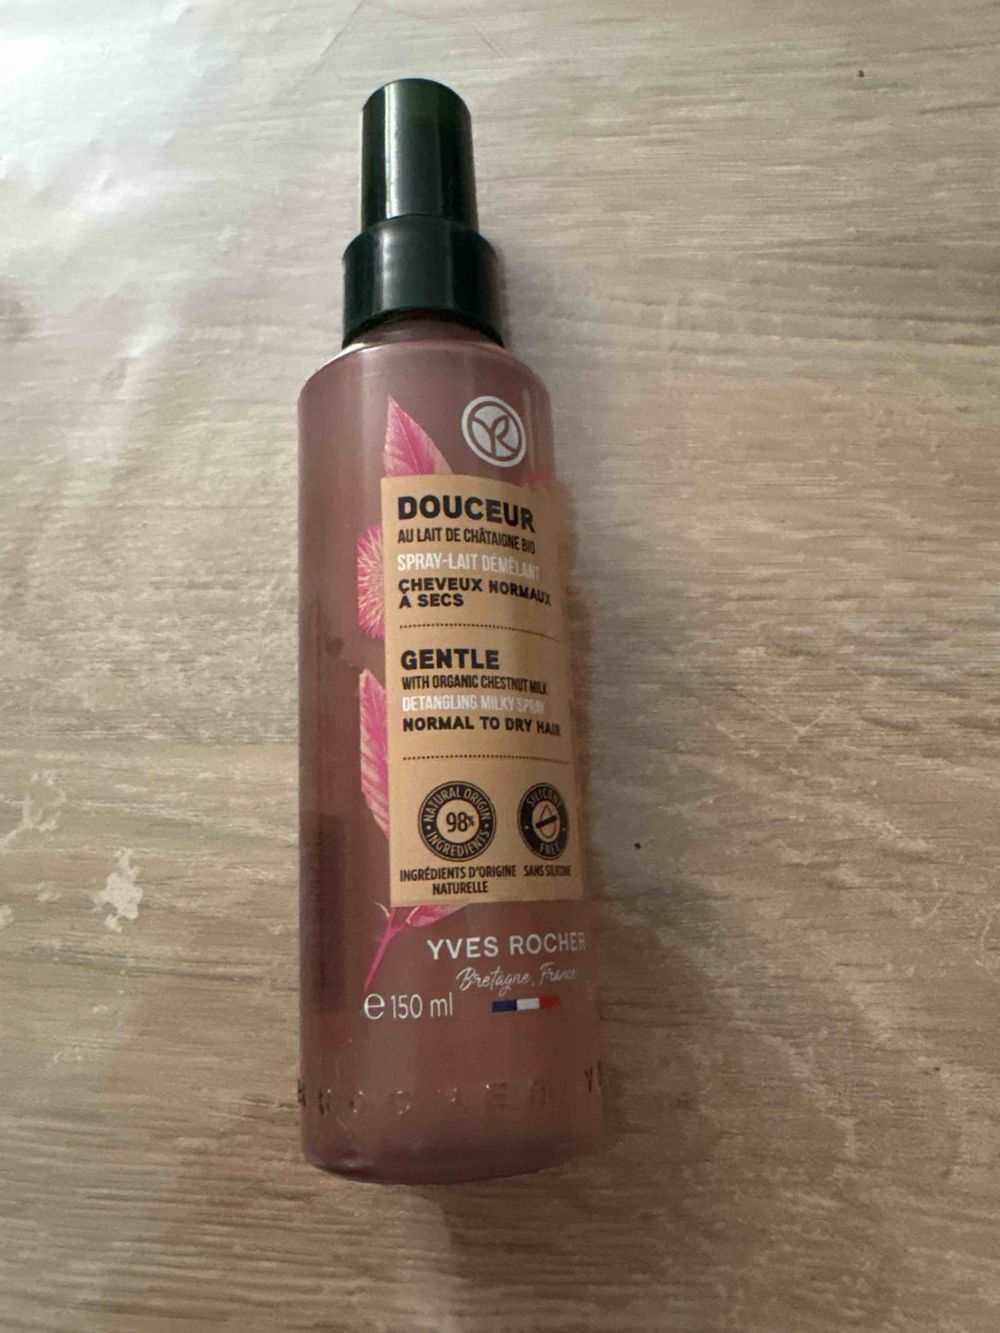 YR
DOUCEUR
AU LAIT DE CHÂTAIGNE BIO
SPRAY-LAIT DÉMÊLANT
CHEVEUX NORMAUX
À SECS
GENTLE
WITH ORGANIC CHESTNUT MILK
DETANGLING MILKY SPRAY
NORMAL TO DRY HAIR
NATURAL ORIGIN
98%
INGREDIENTS
SILICONE
FREE
INGRÉDIENTS D'ORIGINE
NATURELLE
SANS SILICONE
YVES ROCHER
Bretagne, France
e 150 ml